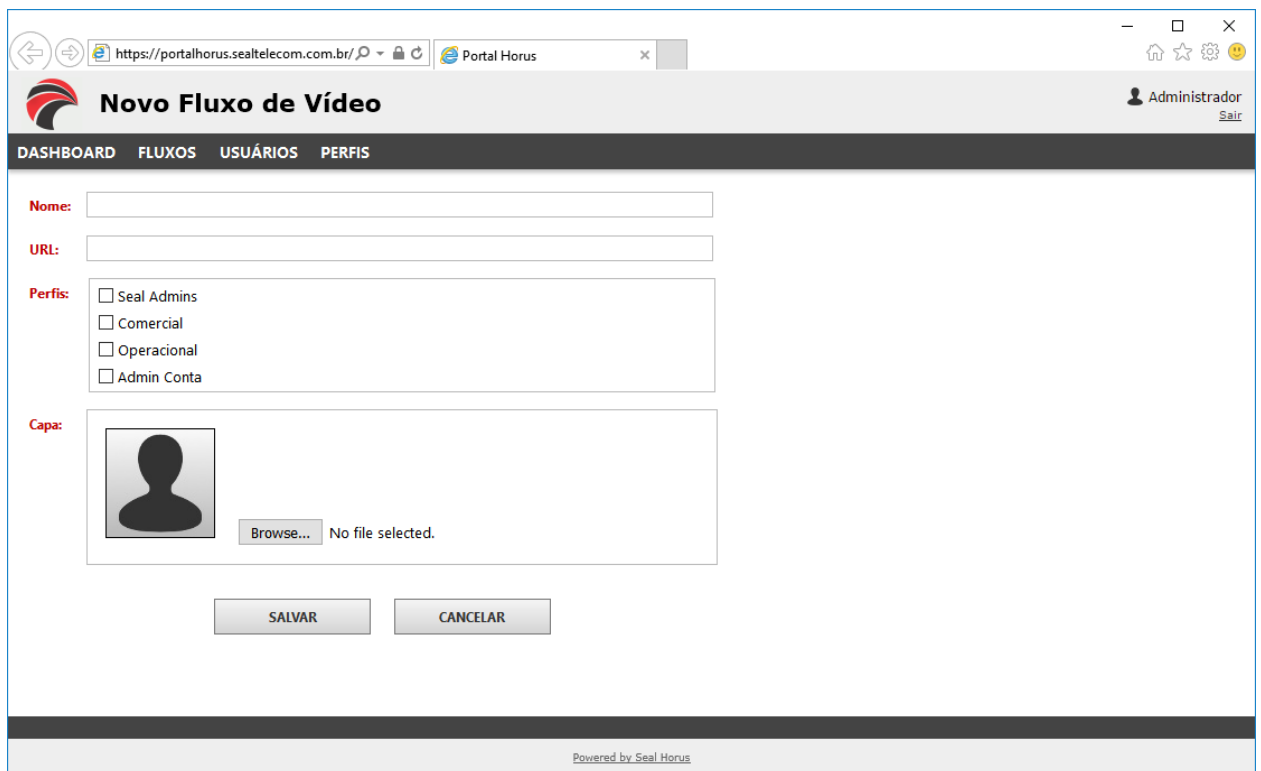 https://portalhorus.sealtelecom.com.br/ Portal Horus
Novo Fluxo de Vídeo
Administrador
Sair
DASHBOARD FLUXOS USUÁRIOS PERFIS
Nome:
URL:
Perfis:
Seal Admins
Comercial
Operacional
Admin Conta
Capa:
Browse... No file selected.
SALVAR CANCELAR
Powered by Seal Horus